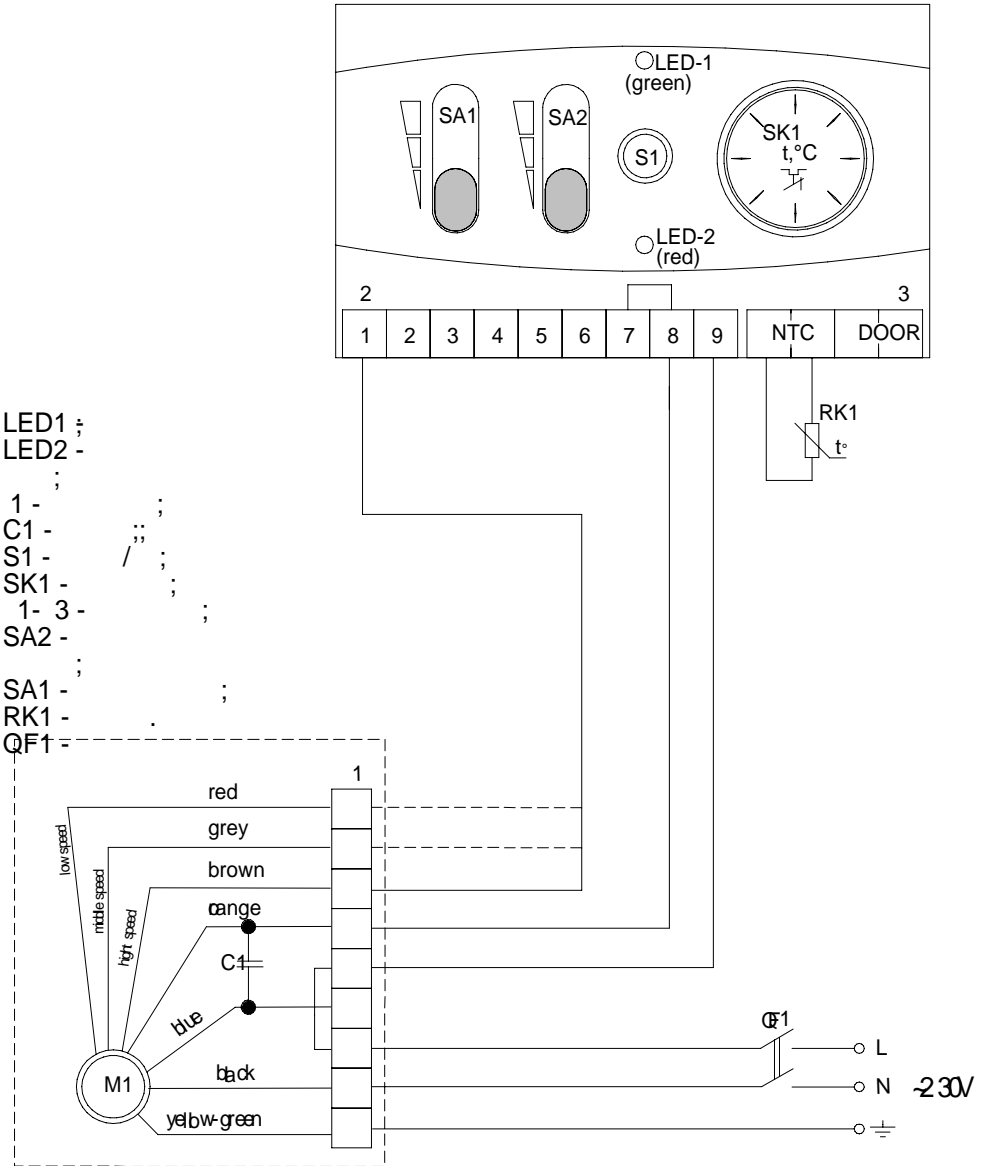 LED-1
(green)
SA1
SA2
SK1
t,°C
S1
LED-2
(red)
2
3
1 2 3 4 5 6 7 8 9 NTC DOOR
RK1
t°
LED1 ;
LED2 -
;
1 - ;
C1 - ;;
S1 - / ;
SK1 - ;
1- 3 - ;
SA2 -
;
SA1 - ;
RK1 - .
QF1 -
1
red
low speed
grey
middle speed
brown
hight speed
orange
C1
blue
QF1
L
M1
black
N ~230V
yellow-green